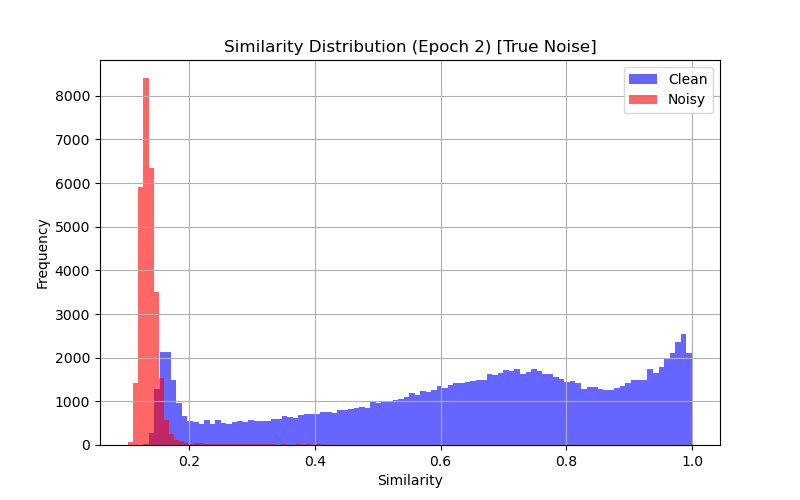 Similarity Distribution (Epoch 2) [True Noise]
Clean
Noisy
Frequency
8000
7000
6000
5000
4000
3000
2000
1000
0
0.2 0.4 0.6 0.8 1.0
Similarity